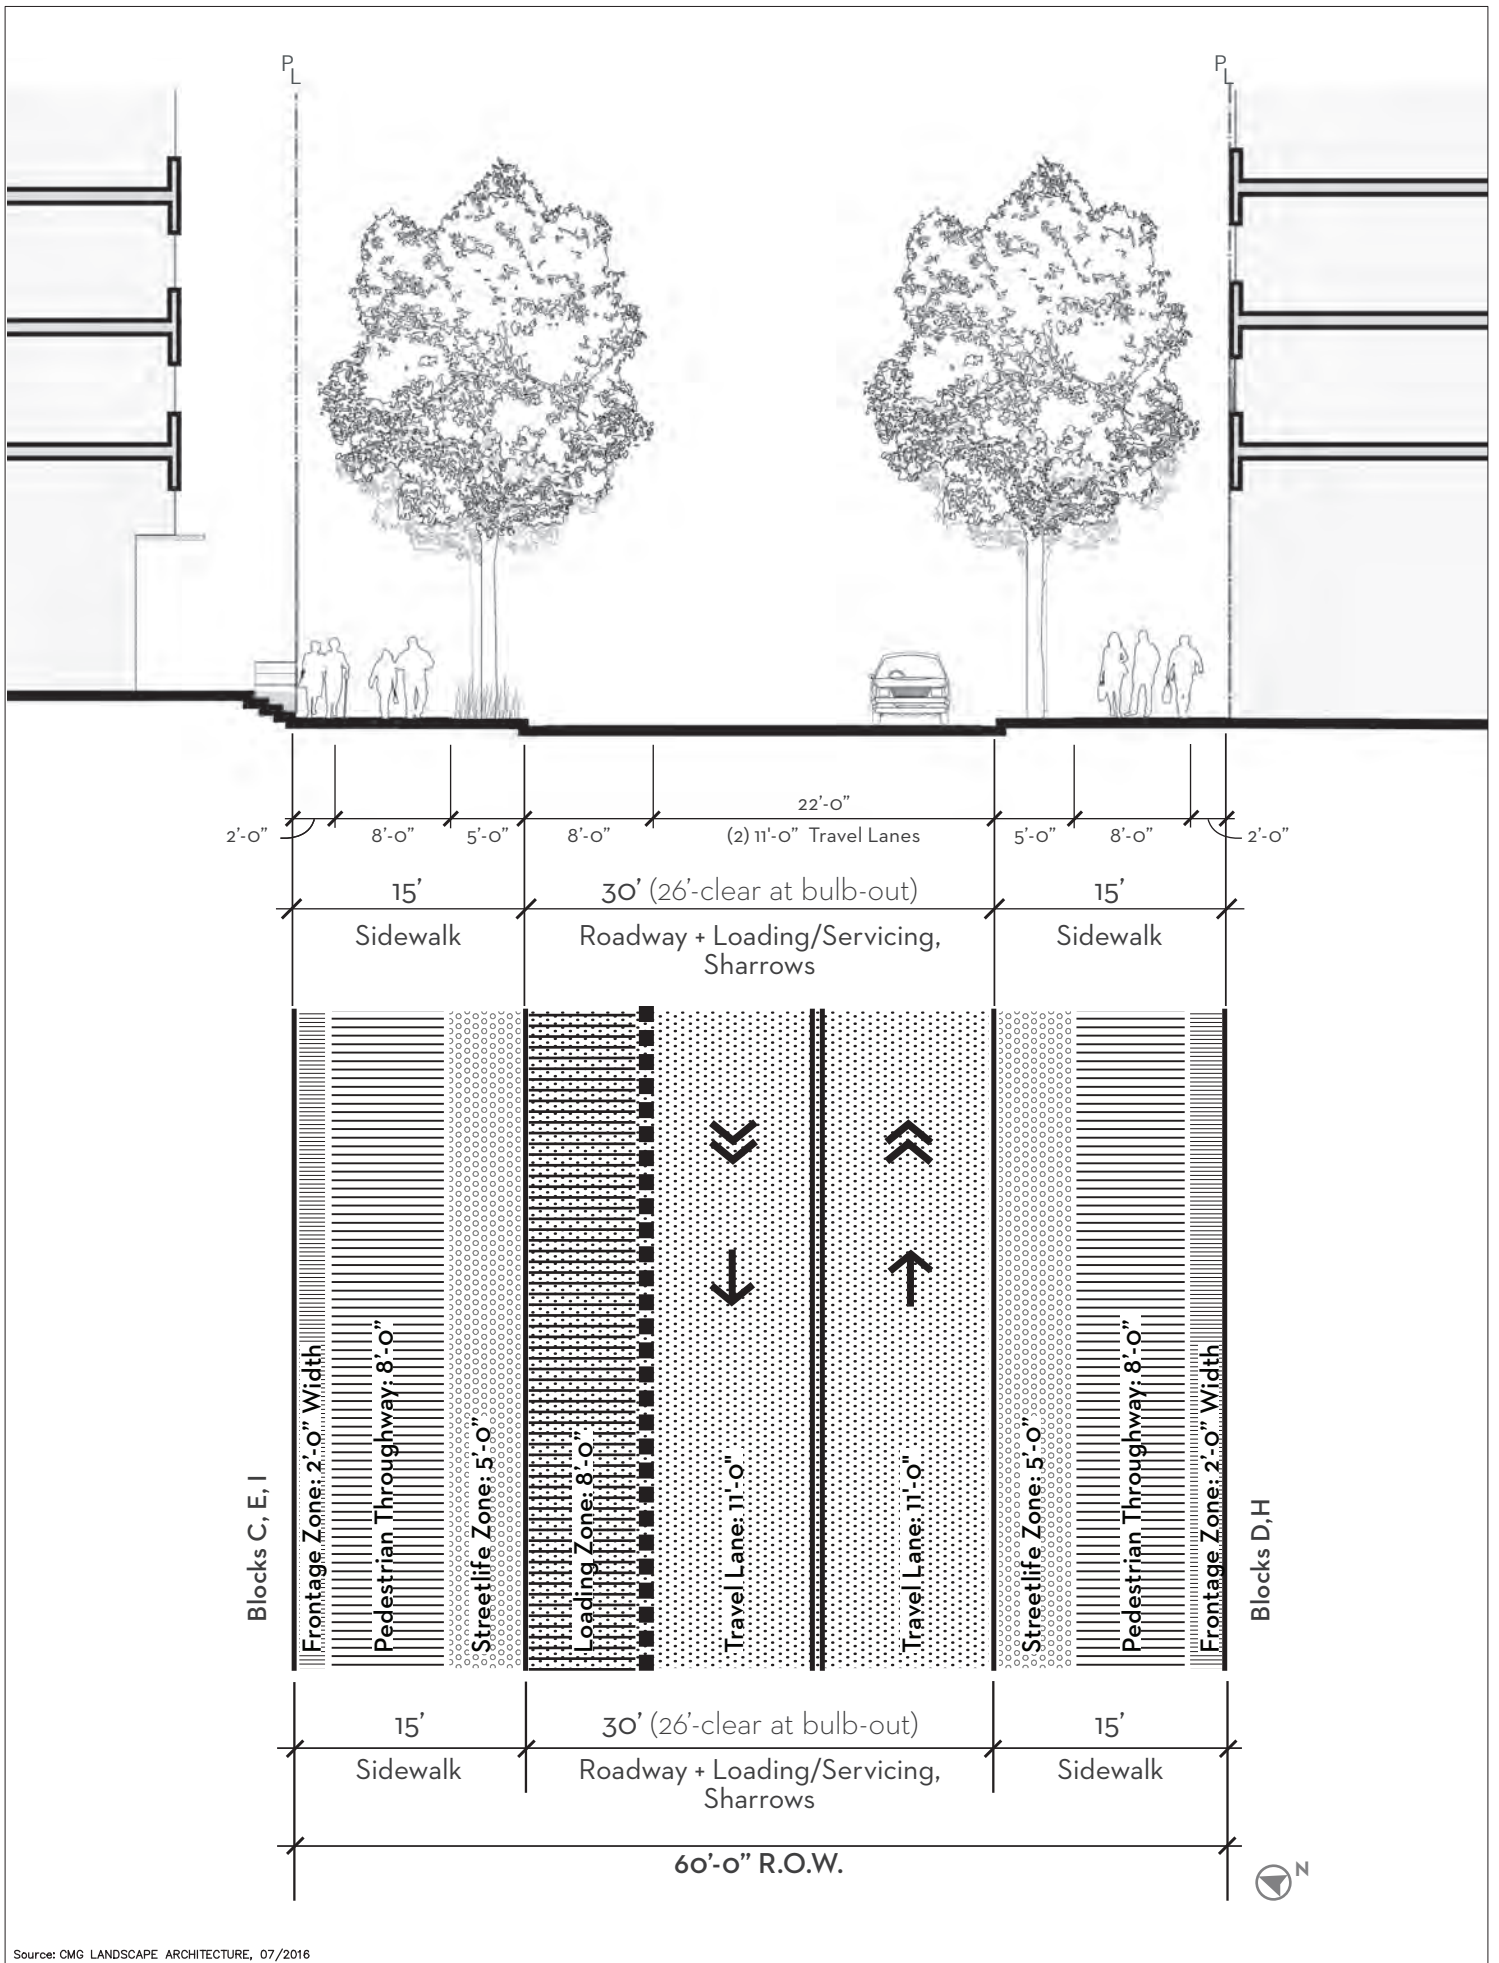 PL
PL
22'-0"
2'-0"
8'-0"
5'-0"
8'-0"
(2) 11'-0" Travel Lanes
5'-0"
8'-0"
2'-0"
15'
30' (26'-clear at bulb-out)
15'
Sidewalk
Roadway + Loading/Servicing,
Sharrows
Sidewalk
Blocks C, E, I
Frontage Zone: 2'-0" Width
Pedestrian Throughway: 8'-0"
Streetlife Zone: 5'-0"
Loading Zone: 8'-0"
Travel Lane: 11'-0"
Travel Lane: 11'-0"
Streetlife Zone: 5'-0"
Pedestrian Throughway: 8'-0"
Frontage Zone: 2'-0" Width
Blocks D,H
15'
30' (26'-clear at bulb-out)
15'
Sidewalk
Roadway + Loading/Servicing,
Sharrows
Sidewalk
60'-0" R.O.W.
N
Source: CMG LANDSCAPE ARCHITECTURE, 07/2016